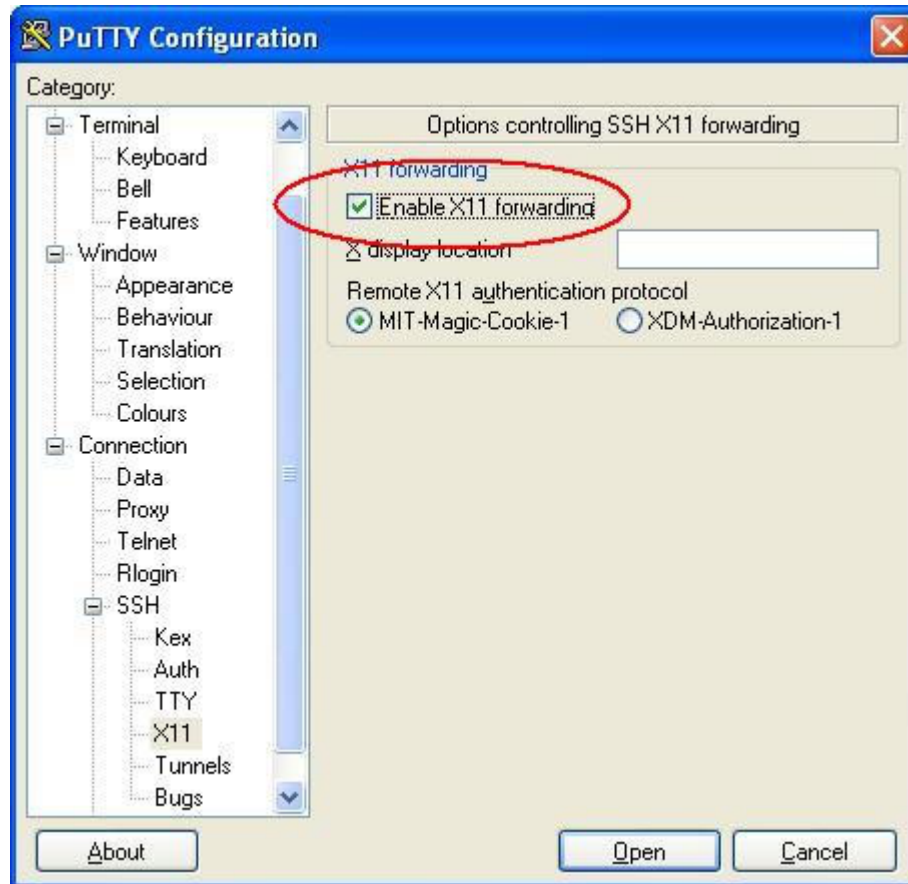 PuTTY Configuration
Category:
Terminal
Keyboard
Bell
Features
Window
Appearance
Behaviour
Translation
Selection
Colours
Connection
Data
Proxy
Telnet
Rlogin
SSH
Kex
Auth
TTY
X11
Tunnels
Bugs
Options controlling SSH X11 forwarding
X11 forwarding
Enable X11 forwarding
X display location
Remote X11 authentication protocol
MIT-Magic-Cookie-1 XDM-Authorization-1
About Open Cancel